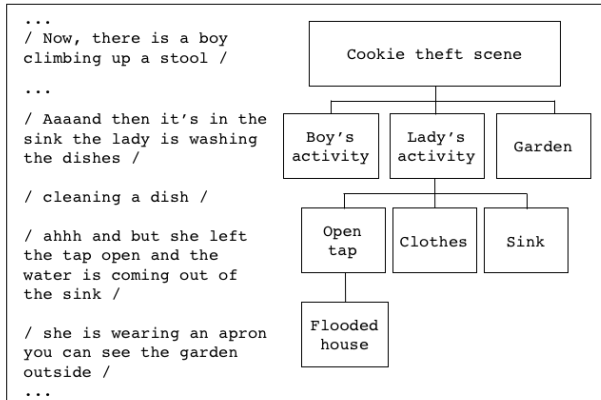 ...
/ Now, there is a boy
climbing up a stool /
...
/ Aaaand then it's in the
sink the lady is washing
the dishes /
/ cleaning a dish /
/ ahhh and but she left
the tap open and the
water is coming out of
the sink /
/ she is wearing an apron
you can see the garden
outside /
...
Cookie theft scene
Boy's
activity
Lady's
activity
Garden
Open
tap
Clothes
Sink
Flooded
house